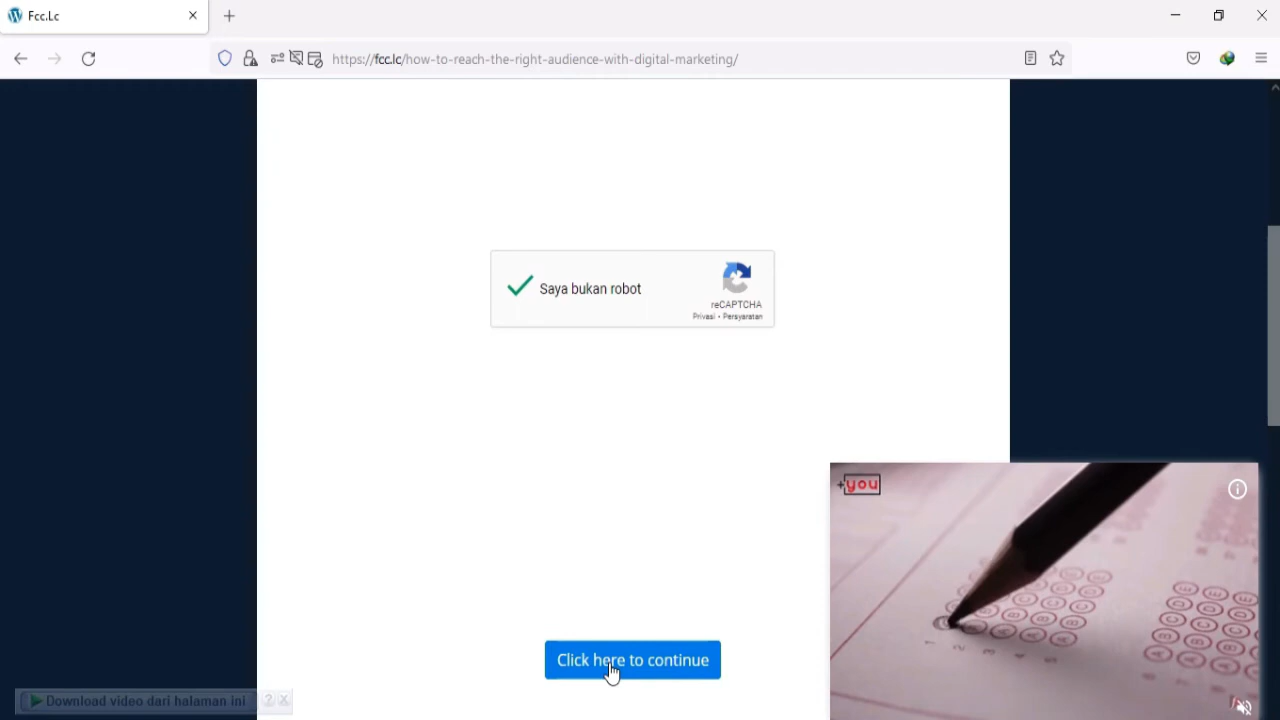 Fcc.Lc
https://fcc.lc/how-to-reach-the-right-audience-with-digital-marketing/
Saya bukan robot
reCAPTCHA
Privasi • Persyaratan
+you
Click here to continue
Download video dari halaman ini ? X